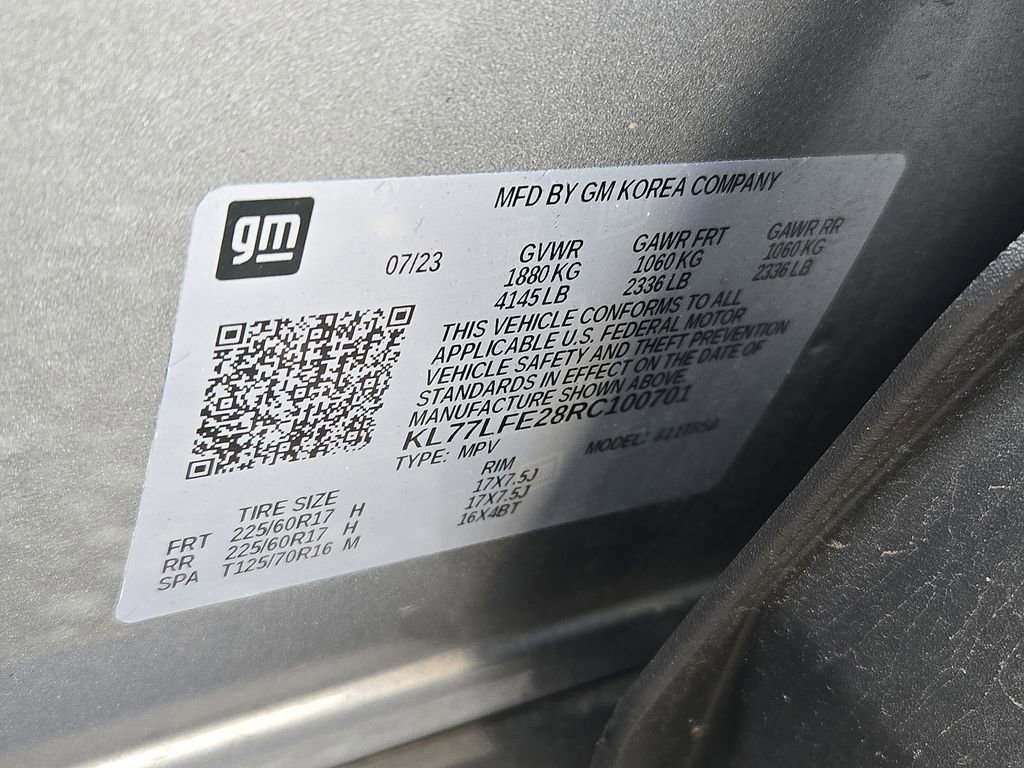 gm
MFD BY GM KOREA COMPANY
07/23 GVWR GAWR FRT GAWR RR
1880 KG 1060 KG 1060 KG
4145 LB 2336 LB 2336 LB
THIS VEHICLE CONFORMS TO ALL
APPLICABLE U.S. FEDERAL MOTOR
VEHICLE SAFETY AND THEFT PREVENTION
STANDARDS IN EFFECT ON THE DATE OF
MANUFACTURE SHOWN ABOVE.
KL77LFE28RC100701
TYPE: MPV MODEL:
TIRE SIZE RIM
FRT 225/60R17 H 17X7.5J
RR 225/60R17 H 17X7.5J
SPA T125/70R16 M 16X4BT